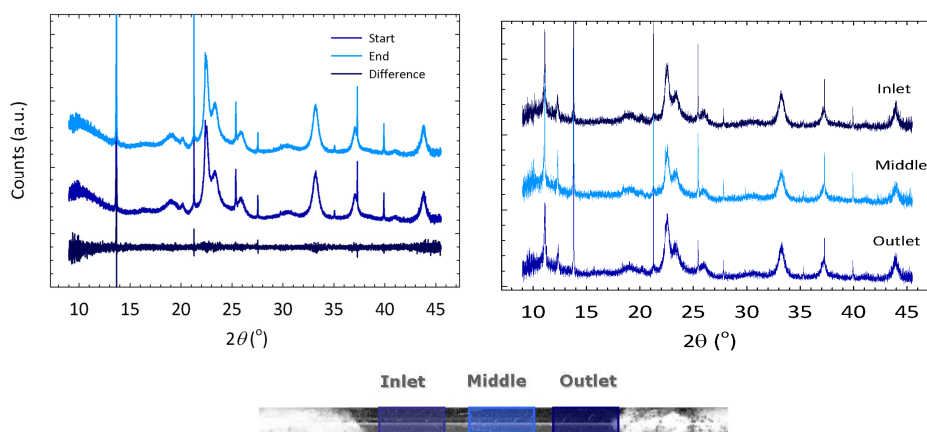 Start
End
Difference
Counts (a.u.)
10 15 20 25 30 35 40 45
2θ (°)
Inlet
Middle
Outlet
10 15 20 25 30 35 40 45
2θ (°)
Inlet Middle Outlet